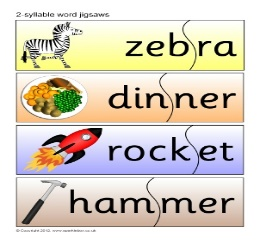 2-syllable word jigsaws
zebra
dinner
rocket
hammer